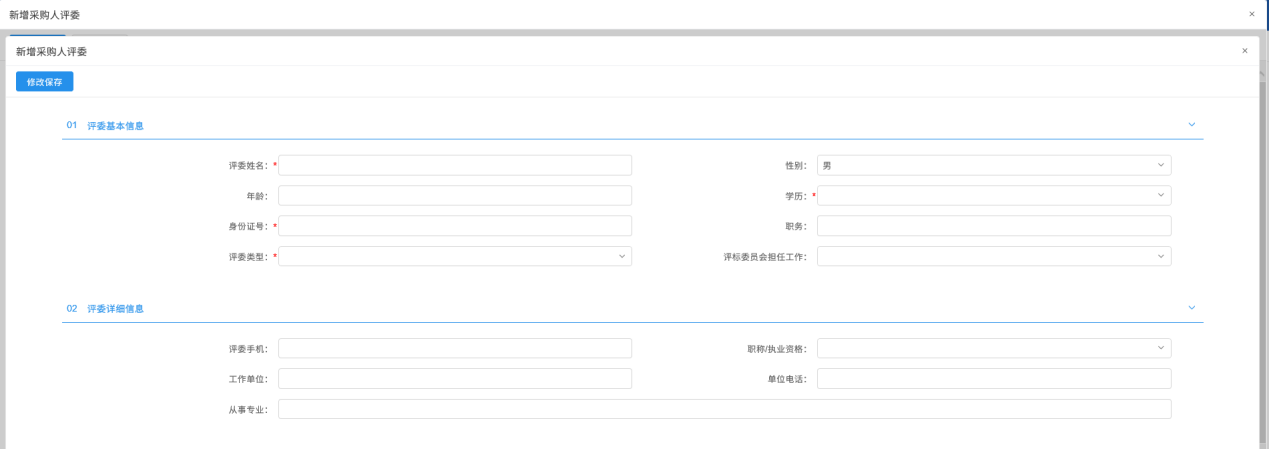 新增采购人评委 ×
新增采购人评委 ×
修改保存
01 评委基本信息
评委姓名： * 性别： 男
年龄： 学历： *
身份证号： * 职务：
评委类型： * 评标委员会担任工作：
02 评委详细信息
评委手机： 职称/执业资格：
工作单位： 单位电话：
从事专业：